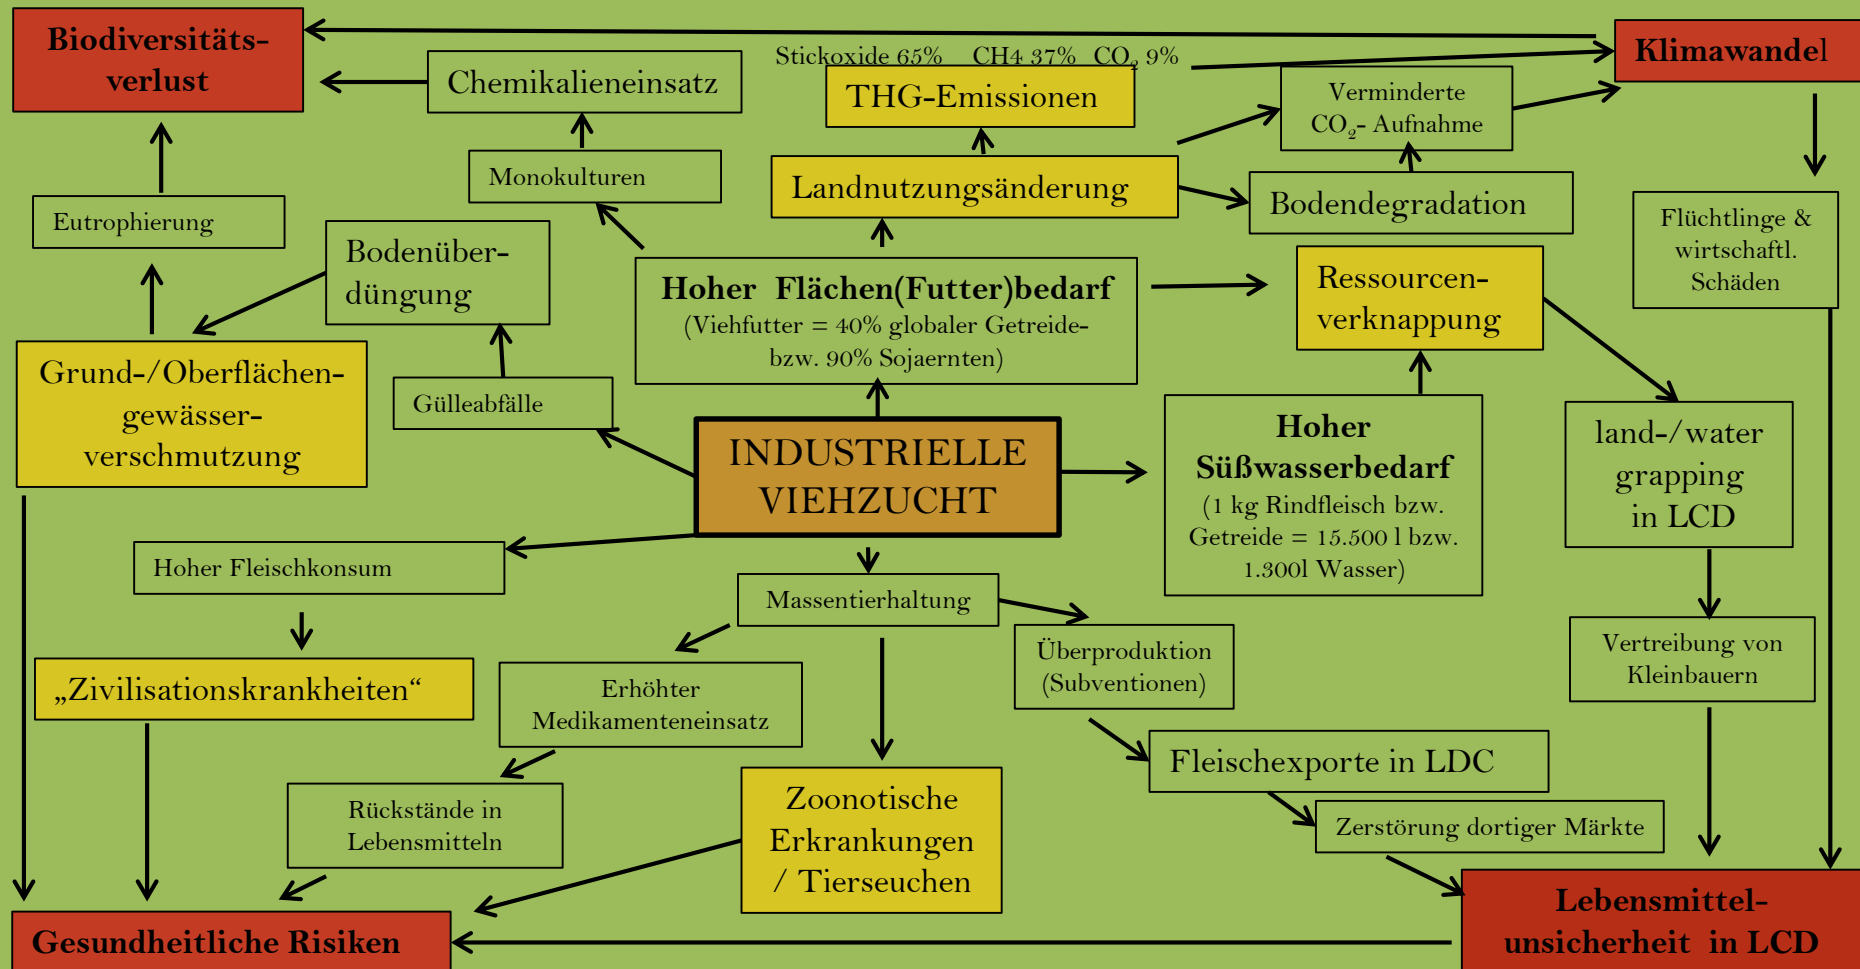 Biodiversitäts-
verlust
Chemikalieneinsatz
Stickoxide 65% CH4 37% CO₂ 9%
THG-Emissionen
Verminderte
CO₂- Aufnahme
Klimawandel
Monokulturen
Landnutzungsänderung
Bodendegradation
Eutrophierung
Bodenüber-
düngung
Hoher Flächen(Futter)bedarf
(Viehfutter = 40% globaler Getreide-
bzw. 90% Sojaernten)
Ressourcen-
verknappung
Flüchtlinge &
wirtschaftl.
Schäden
Grund-/Oberflächen-
gewässer-
verschmutzung
Gülleabfälle
INDUSTRIELLE
VIEHZUCHT
Hoher
Süßwasserbedarf
(1 kg Rindfleisch bzw.
Getreide = 15.500 l bzw.
1.300l Wasser)
land-/water
grapping
in LCD
Hoher Fleischkonsum
Massentierhaltung
Überproduktion
(Subventionen)
Vertreibung von
Kleinbauern
„Zivilisationskrankheiten“
Erhöhter
Medikamenteneinsatz
Fleischexporte in LDC
Rückstände in
Lebensmitteln
Zoonotische
Erkrankungen
/ Tierseuchen
Zerstörung dortiger Märkte
Gesundheitliche Risiken
Lebensmittel-
unsicherheit in LCD